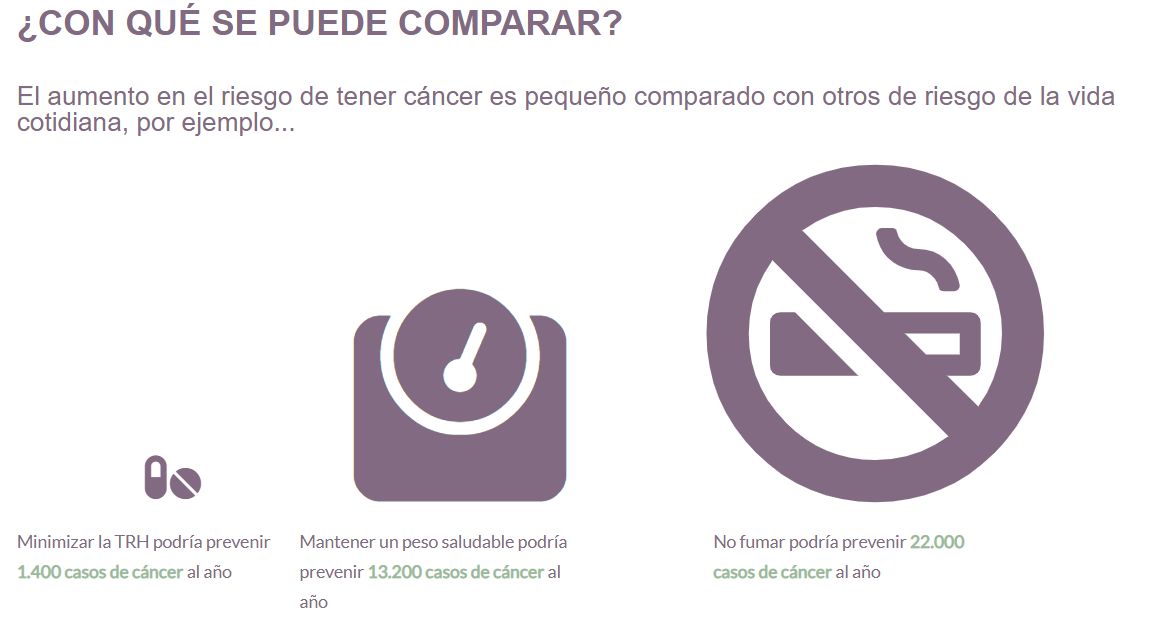 ¿CON QUÉ SE PUEDE COMPARAR?
El aumento en el riesgo de tener cáncer es pequeño comparado con otros de riesgo de la vida
cotidiana, por ejemplo...
Minimizar la TRH podría prevenir
1.400 casos de cáncer al año
Mantener un peso saludable podría
prevenir 13.200 casos de cáncer al
año
No fumar podría prevenir 22.000
casos de cáncer al año